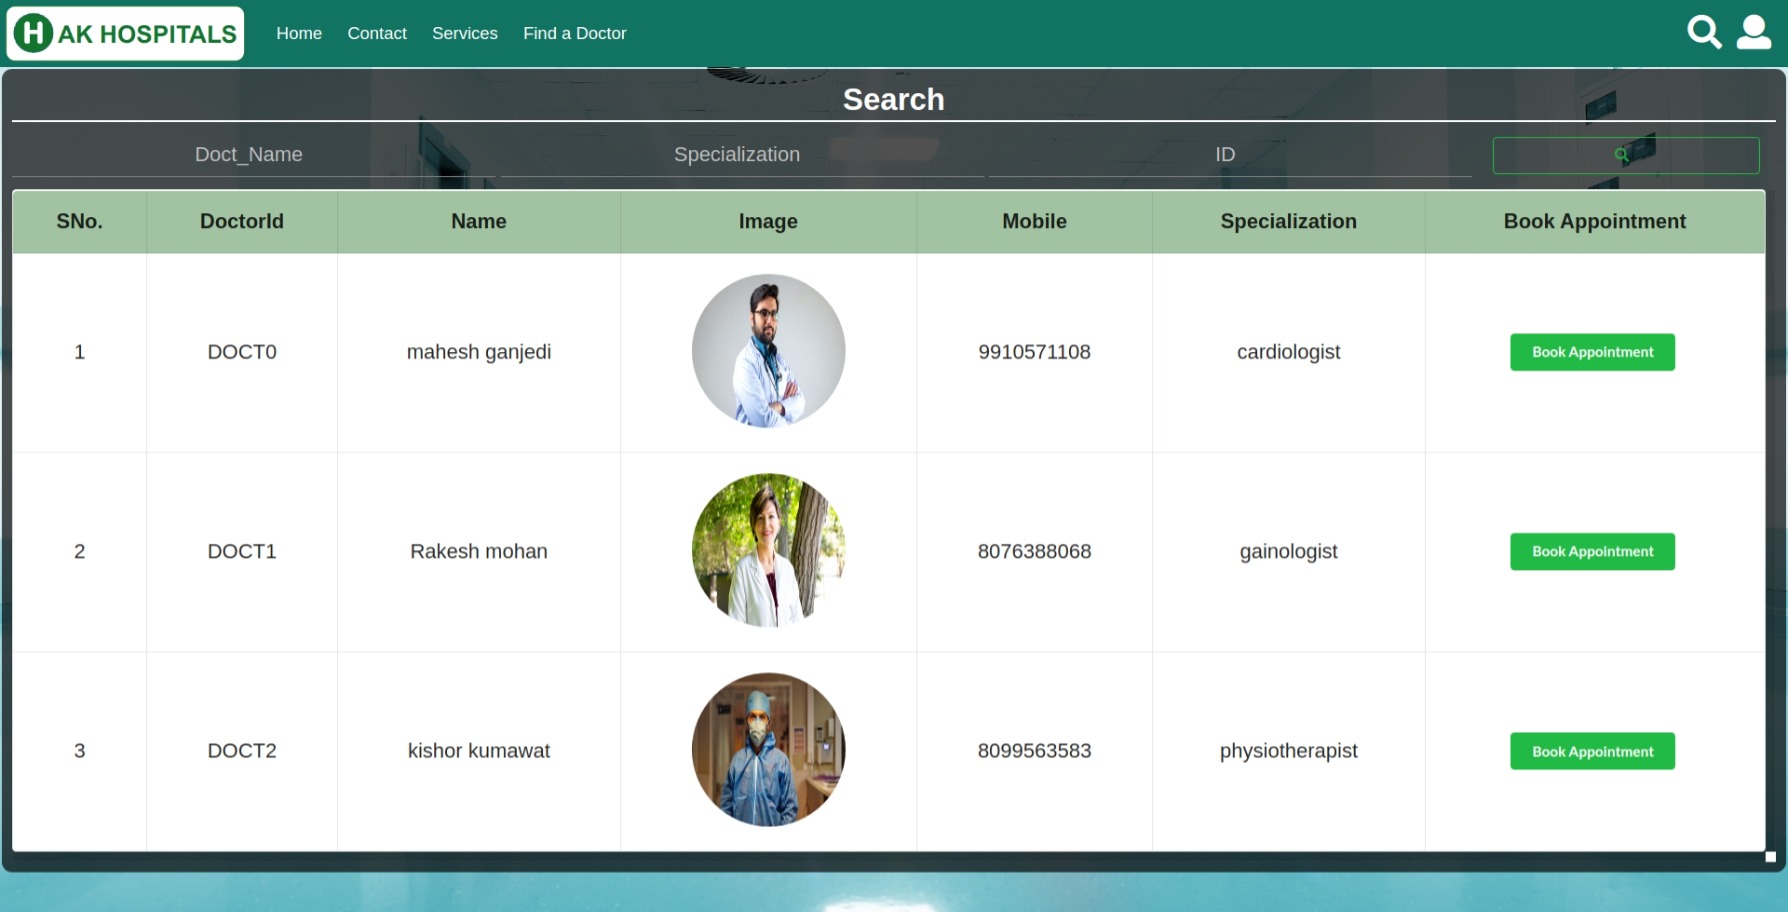 H AK HOSPITALS Home Contact Services Find a Doctor
Search
Doct_Name Specialization ID
SNo. DoctorId Name Image Mobile Specialization Book Appointment
1 DOCT0 mahesh ganjedi 9910571108 cardiologist Book Appointment
2 DOCT1 Rakesh mohan 8076388068 gainologist Book Appointment
3 DOCT2 kishor kumawat 8099563583 physiotherapist Book Appointment